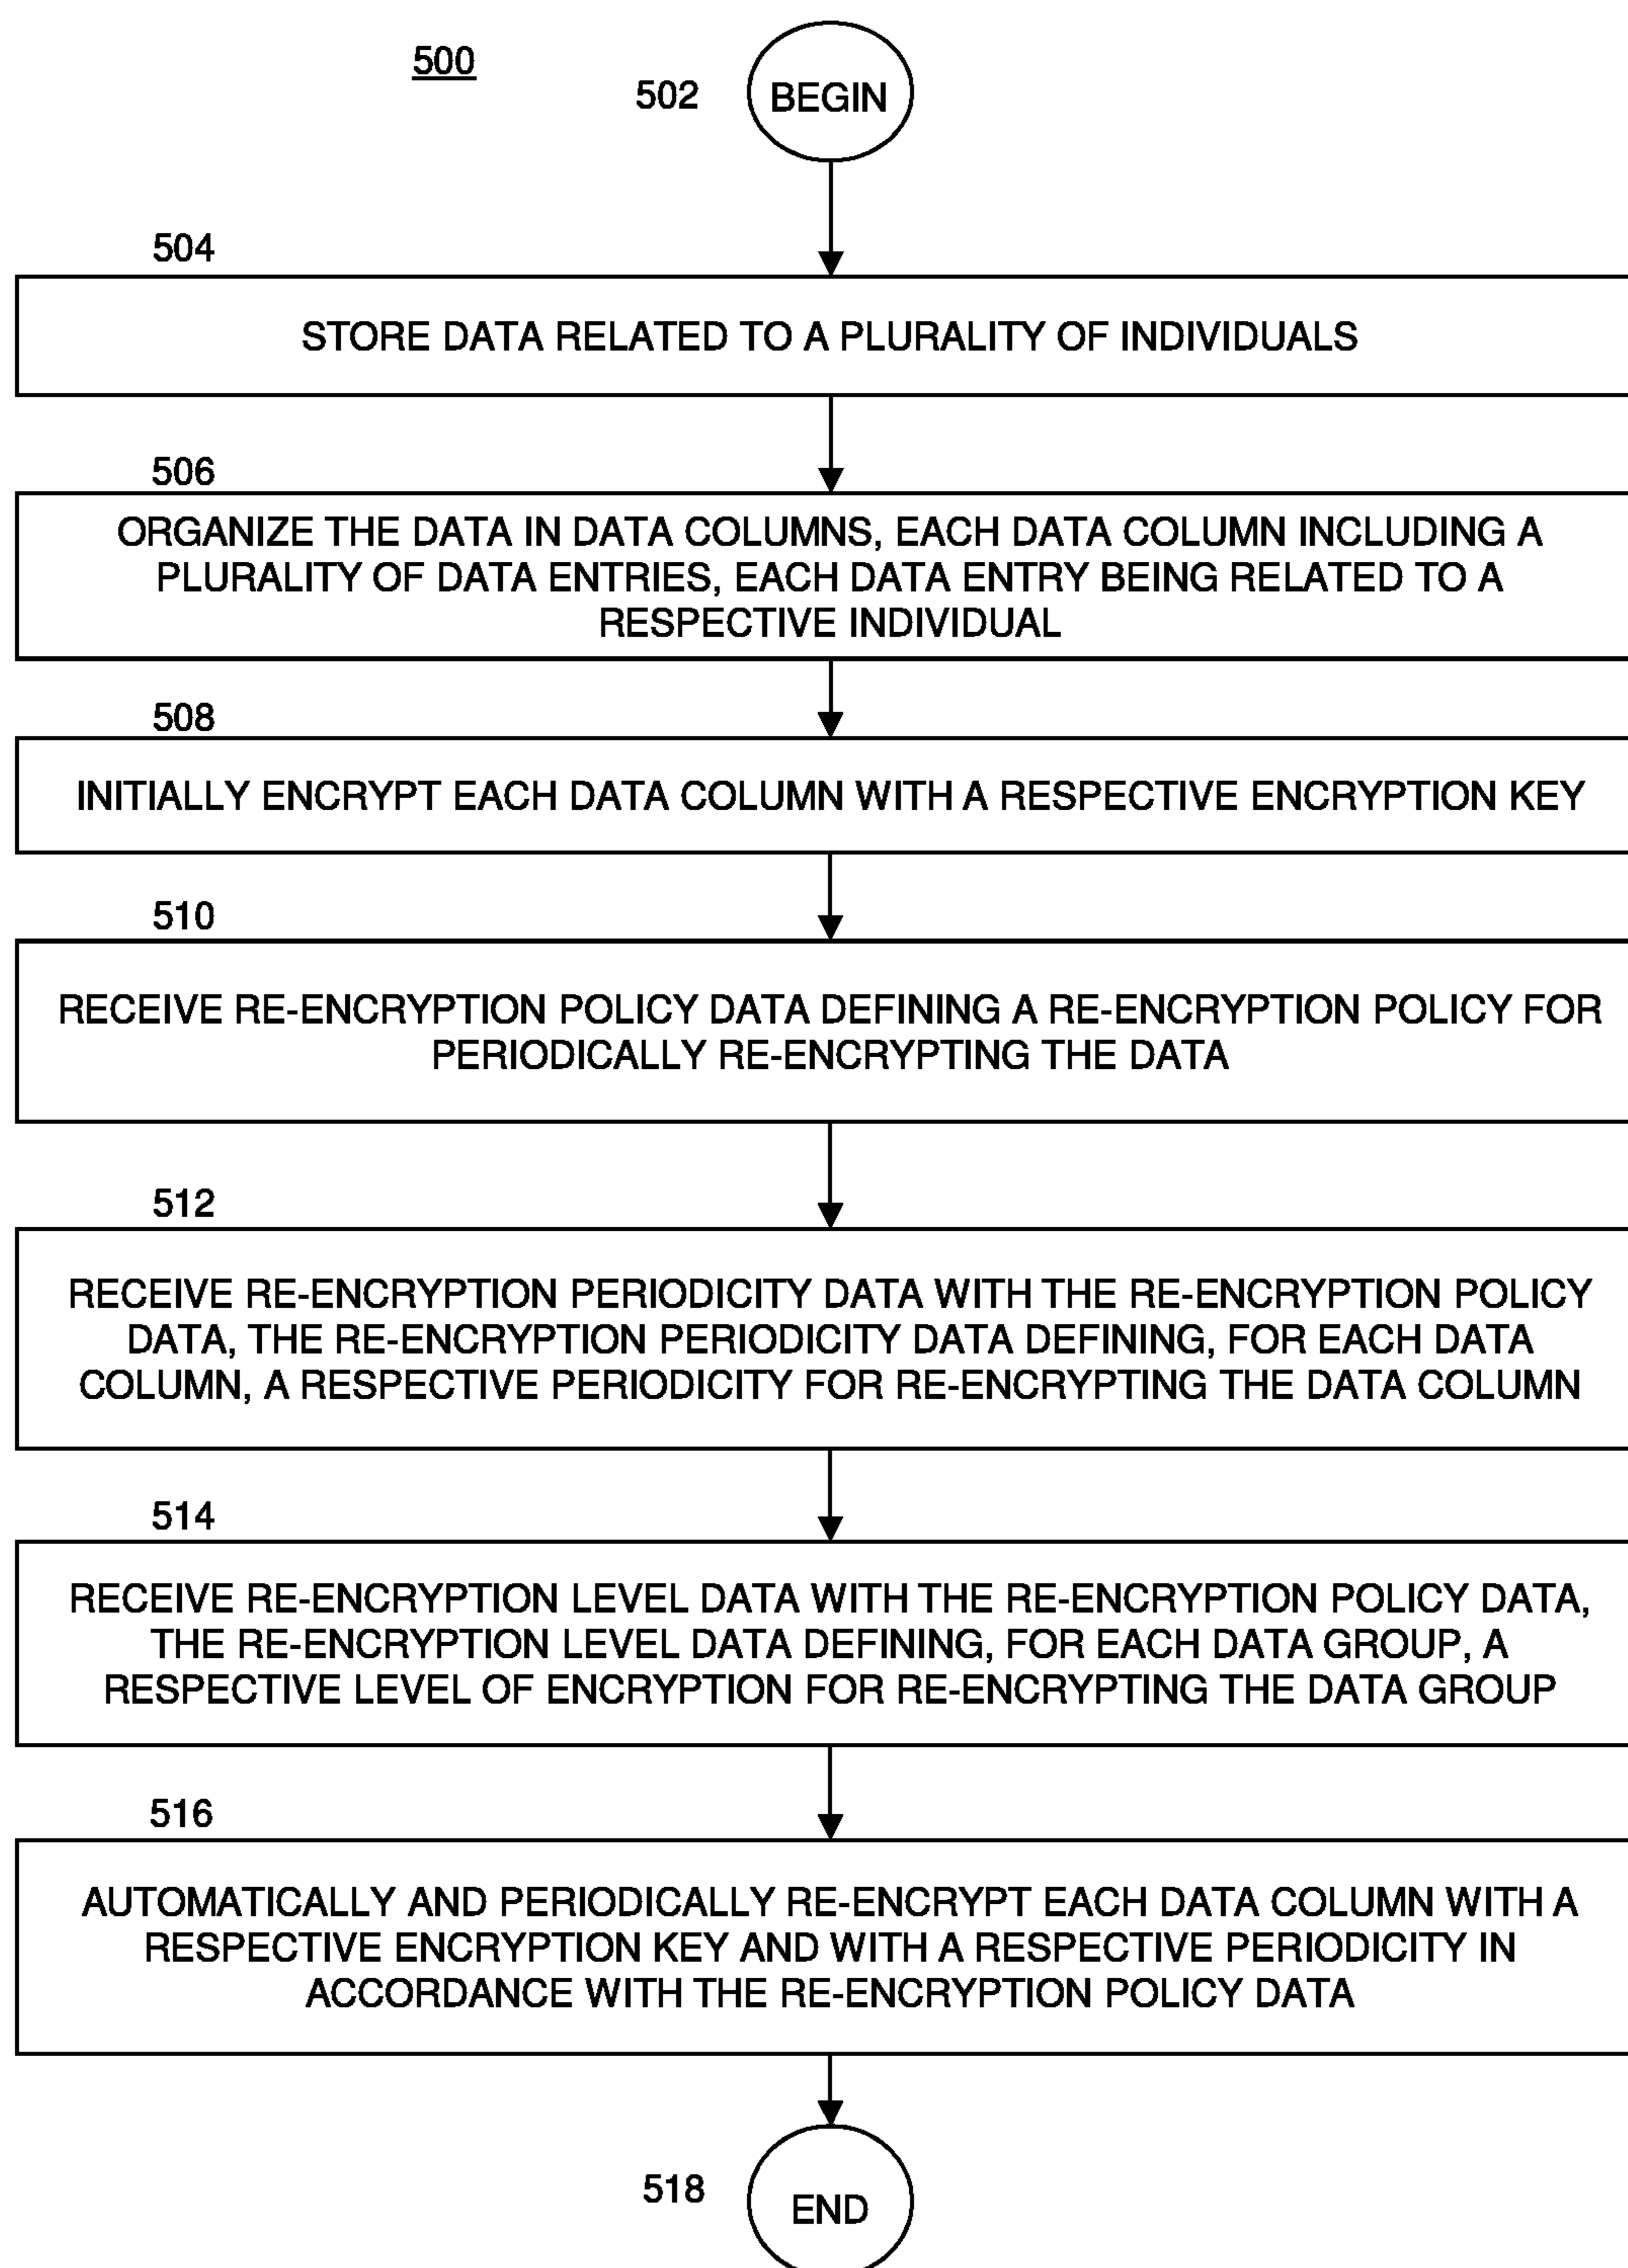 500
502
BEGIN
504
STORE DATA RELATED TO A PLURALITY OF INDIVIDUALS
506
ORGANIZE THE DATA IN DATA COLUMNS, EACH DATA COLUMN INCLUDING A
PLURALITY OF DATA ENTRIES, EACH DATA ENTRY BEING RELATED TO A
RESPECTIVE INDIVIDUAL
508
INITIALLY ENCRYPT EACH DATA COLUMN WITH A RESPECTIVE ENCRYPTION KEY
510
RECEIVE RE-ENCRYPTION POLICY DATA DEFINING A RE-ENCRYPTION POLICY FOR
PERIODICALLY RE-ENCRYPTING THE DATA
512
RECEIVE RE-ENCRYPTION PERIODICITY DATA WITH THE RE-ENCRYPTION POLICY
DATA, THE RE-ENCRYPTION PERIODICITY DATA DEFINING, FOR EACH DATA
COLUMN, A RESPECTIVE PERIODICITY FOR RE-ENCRYPTING THE DATA COLUMN
514
RECEIVE RE-ENCRYPTION LEVEL DATA WITH THE RE-ENCRYPTION POLICY DATA,
THE RE-ENCRYPTION LEVEL DATA DEFINING, FOR EACH DATA GROUP, A
RESPECTIVE LEVEL OF ENCRYPTION FOR RE-ENCRYPTING THE DATA GROUP
516
AUTOMATICALLY AND PERIODICALLY RE-ENCRYPT EACH DATA COLUMN WITH A
RESPECTIVE ENCRYPTION KEY AND WITH A RESPECTIVE PERIODICITY IN
ACCORDANCE WITH THE RE-ENCRYPTION POLICY DATA
518
END